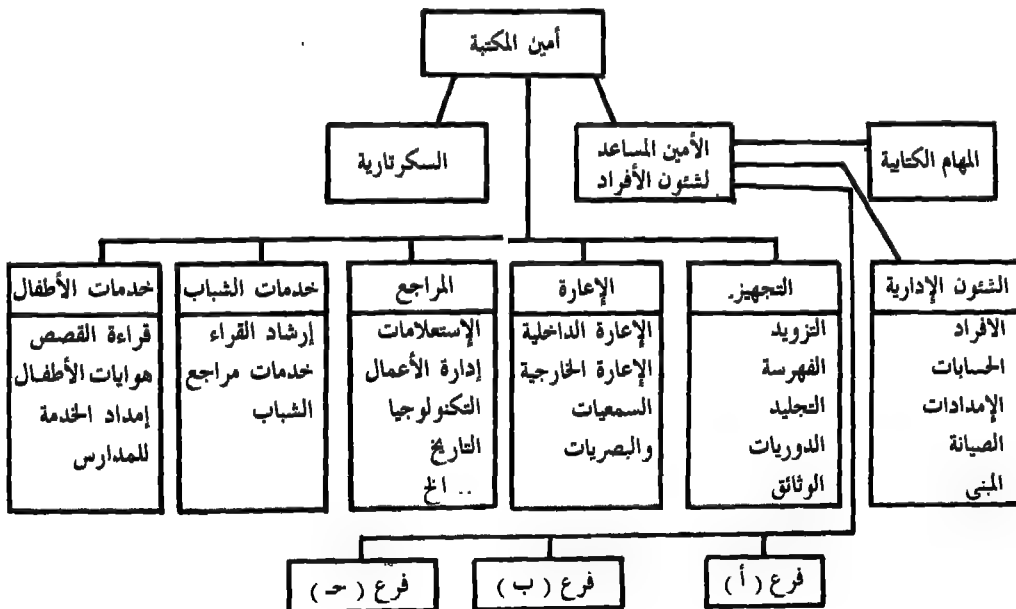 أمين المكتبة
المهام الكتابية
الأمين المساعد
لشئون الأفراد
السكرتارية
الشئون الإدارية
الافراد
الحسابات
الإمدادات
الصيانة
المبنى
التجهيز
التزويد
الفهرسة
التجليد
الدوريات
الوثائق
الإعارة
الإعارة الداخلية
الإعارة الخارجية
السمعيات
والبصريات
المراجع
الإستعلامات
إدارة الأعمال
التكنولوجيا
التاريخ
.. الخ
خدمات الشباب
إرشاد القراء
خدمات مراجع
الشباب
خدمات الأطفال
قراءة القصص
هوايات الأطفال
إمداد الخدمة
للمدارس
فرع ( أ )
فرع ( ب )
فرع ( حـ )